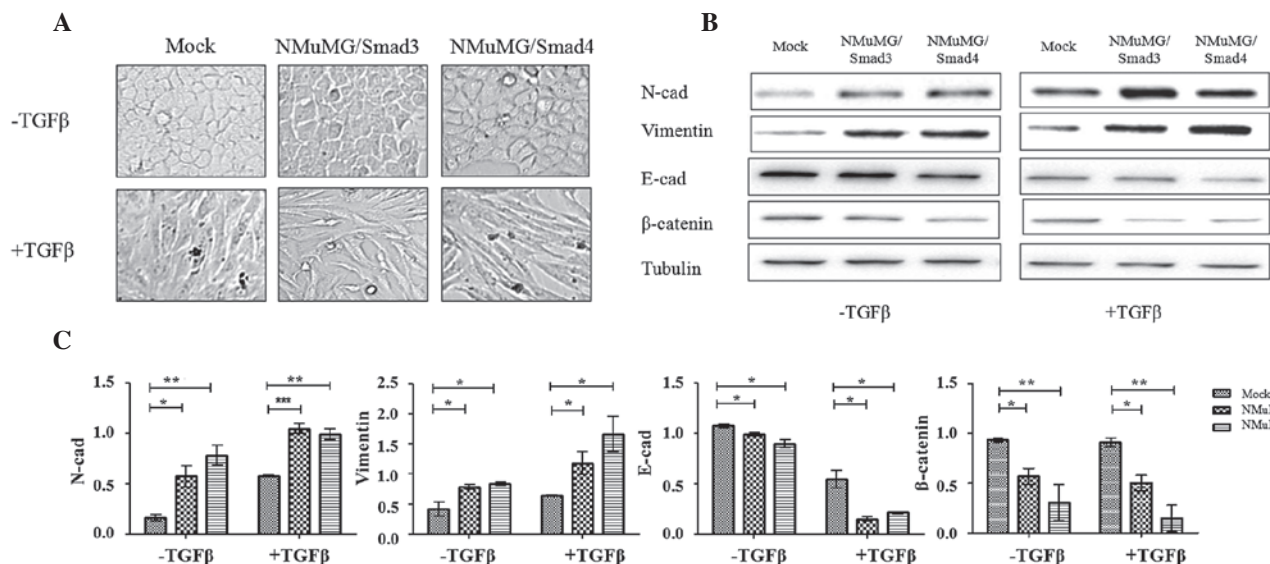 A
Mock NMuMG/Smad3 NMuMG/Smad4
-TGFβ
+TGFβ
B
Mock NMuMG/ Smad3 NMuMG/ Smad4 Mock NMuMG/ Smad3 NMuMG/ Smad4
N-cad
Vimentin
E-cad
β-catenin
Tubulin
-TGFβ +TGFβ
C
N-cad
1.5
1.0
0.5
0.0
** **
* ***
-TGFβ +TGFβ
Vimentin
2.5
2.0
1.5
1.0
0.5
0.0
* *
* *
-TGFβ +TGFβ
E-cad
1.5
1.0
0.5
0.0
* *
* *
-TGFβ +TGFβ
β-catenin
1.5
1.0
0.5
0.0
** **
* *
-TGFβ +TGFβ
Mock
NMu
NMu